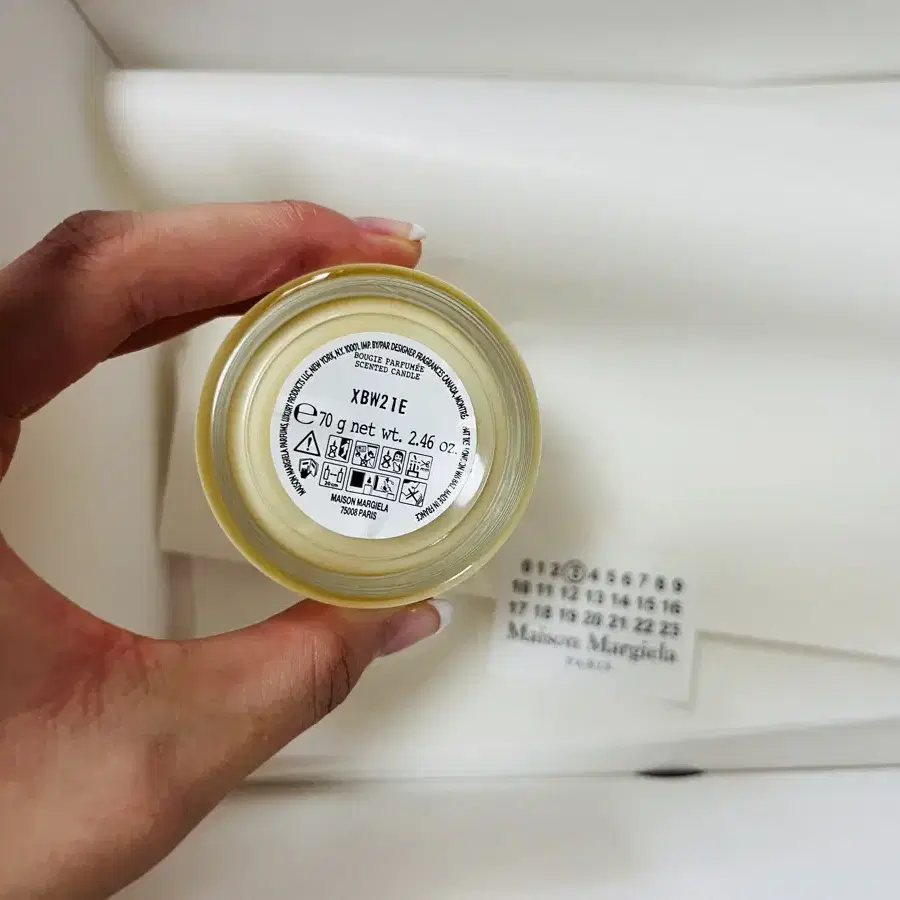 MAISON MARGIELA PARFUMS, LUXURY PRODUCTS LLC, NEW YORK, N.Y. 10001, IMP. BY/PAR DESIGNER FRAGRANCES CANADA,
MADE IN FRANCE
BOUGIE PARFUMÉE
SCENTED CANDLE
XBW21E
℮70 g net wt. 2.46 oz.
20cm
MAISON MARGIELA
75008 PARIS
0 1 2 3 4 5 6 7 8 9
10 11 12 13 14 15 16
17 18 19 20 21 22 23
Maison Margiela
PARIS